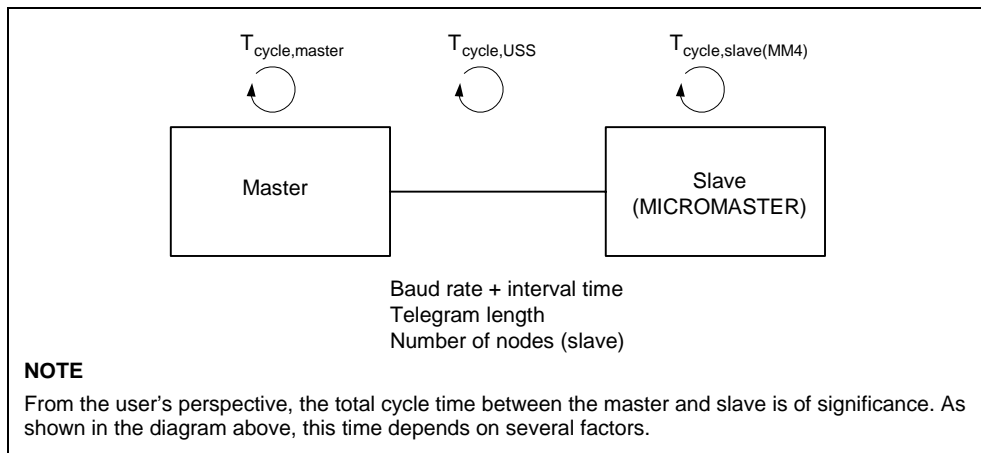 Tcycle,master
Tcycle,USS
Tcycle,slave(MM4)
Master
Slave
(MICROMASTER)
Baud rate + interval time
Telegram length
Number of nodes (slave)
NOTE
From the user's perspective, the total cycle time between the master and slave is of significance. As
shown in the diagram above, this time depends on several factors.